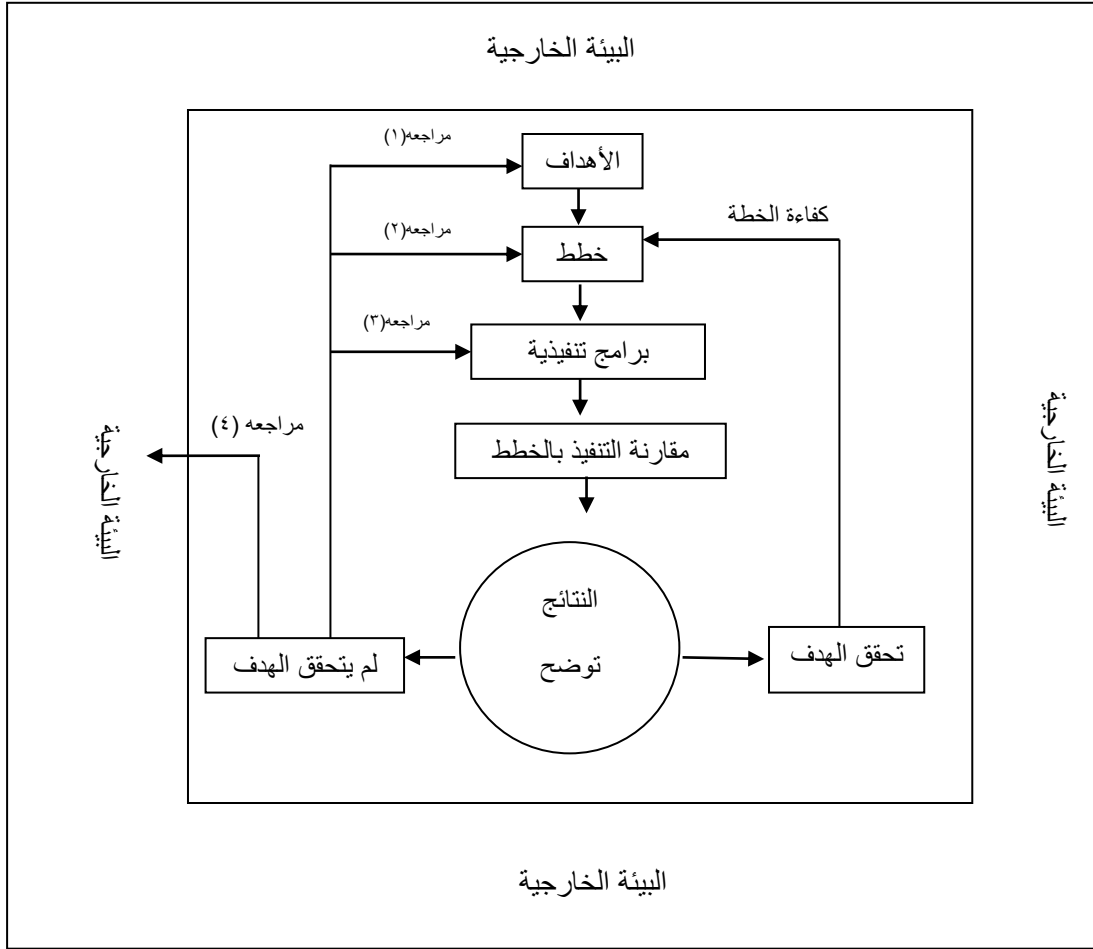 البيئة الخارجية
مراجعه(١)
الأهداف
كفاءة الخطة
مراجعه(٢)
خطط
مراجعه(٣)
برامج تنفيذية
البيئة الخارجية
مراجعه (٤)
البيئة الخارجية
مقارنة التنفيذ بالخطط
النتائج
توضح
تحقق الهدف
لم يتحقق الهدف
البيئة الخارجية